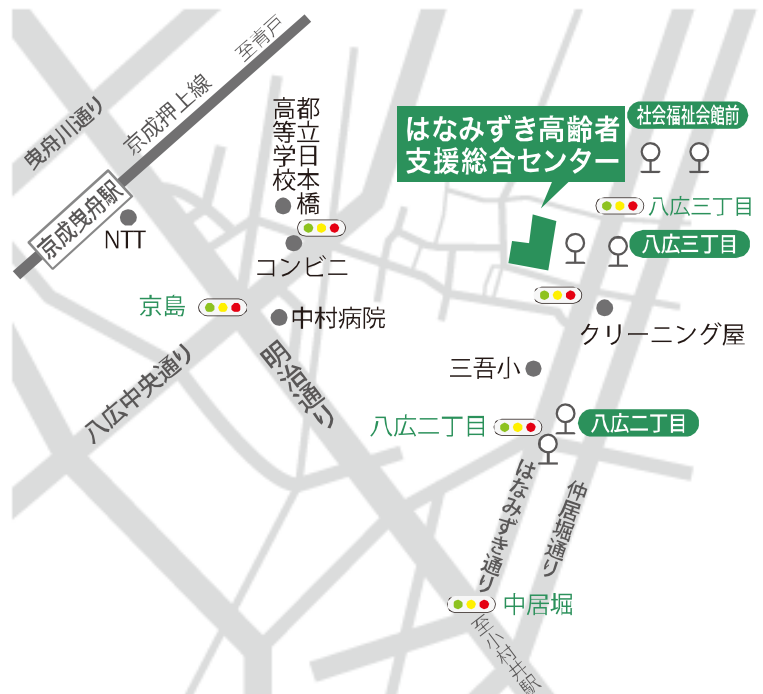 至青戸
京成押上線
曳舟川通り
京成曳舟駅
NTT
都立日本橋
高等学校
コンビニ
京島
中村病院
八広中央通り
明治通り
はなみずき高齢者
支援総合センター
社会福祉会館前
八広三丁目
八広三丁目
クリーニング屋
三吾小
八広二丁目
八広二丁目
はなみずき通り
仲居堀通り
中居堀
至小村井駅